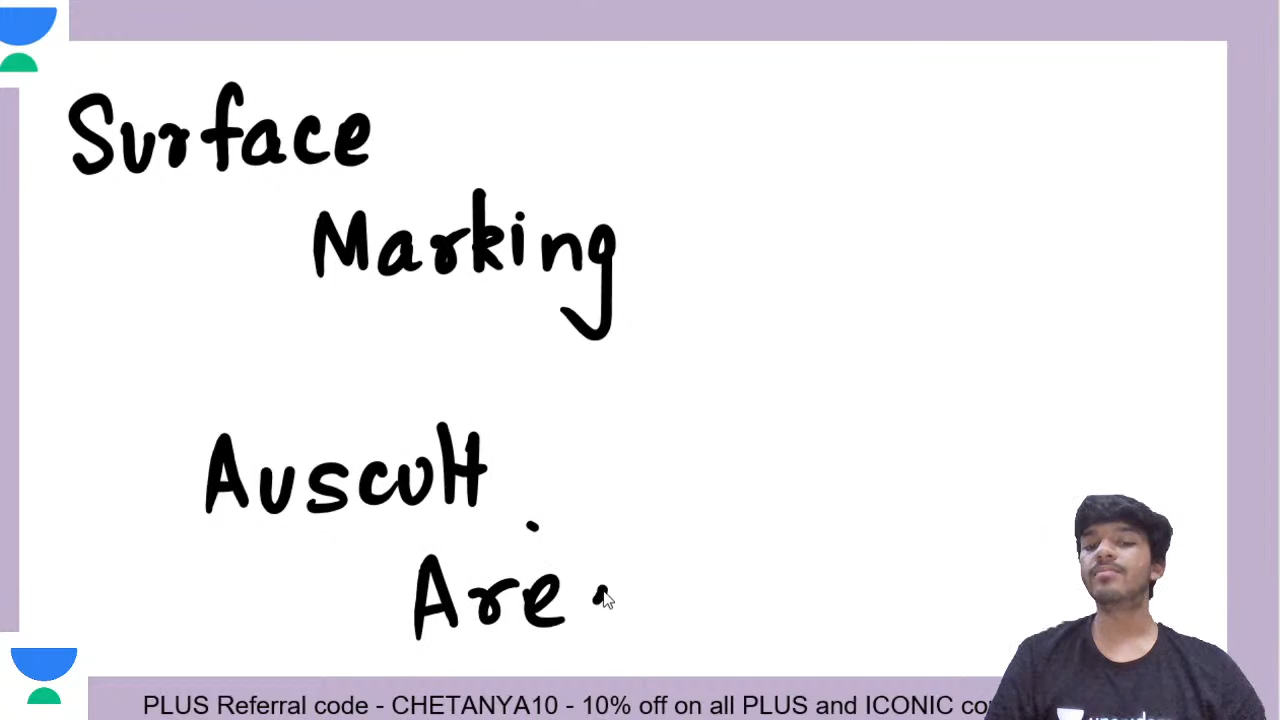 Surface
Marking
Auscult.
Are
PLUS Referral code - CHETANYA10 - 10% off on all PLUS and ICONIC co